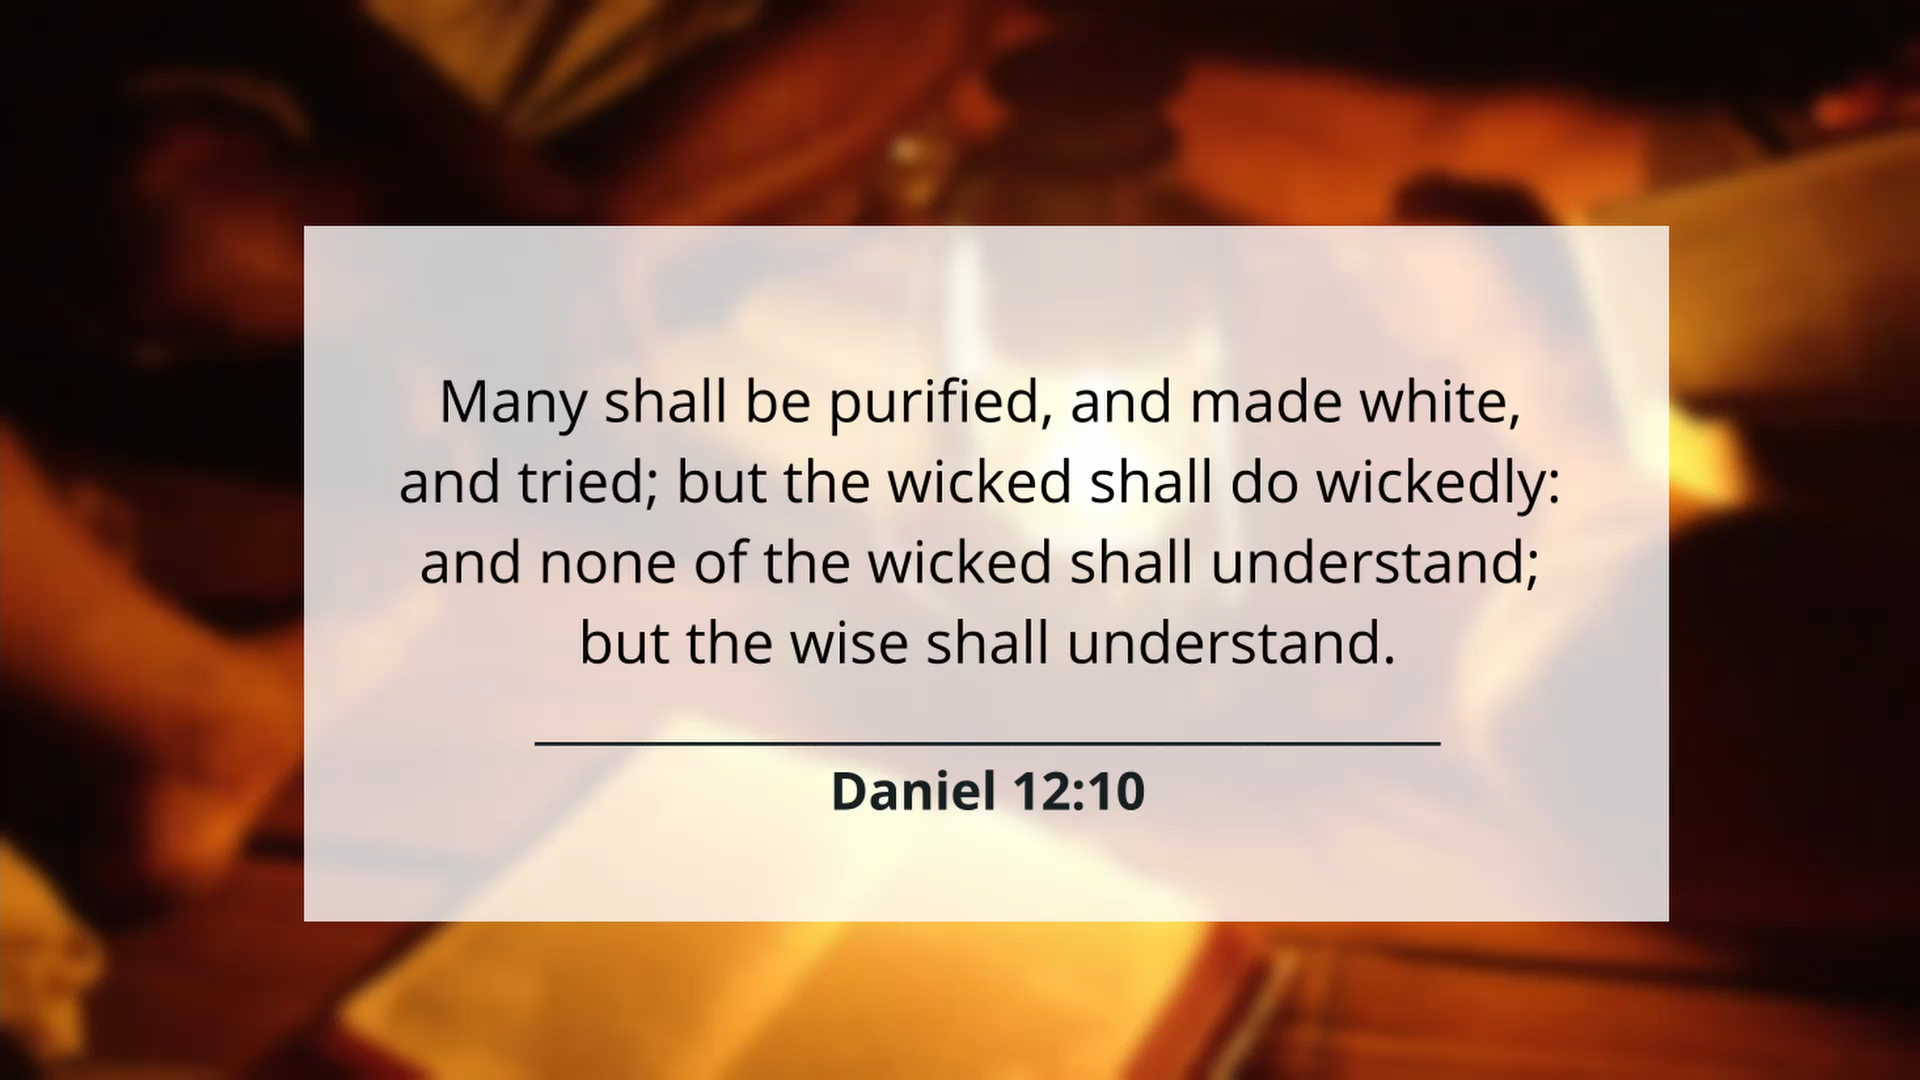 Many shall be purified, and made white,
and tried; but the wicked shall do wickedly:
and none of the wicked shall understand;
but the wise shall understand.
Daniel 12:10